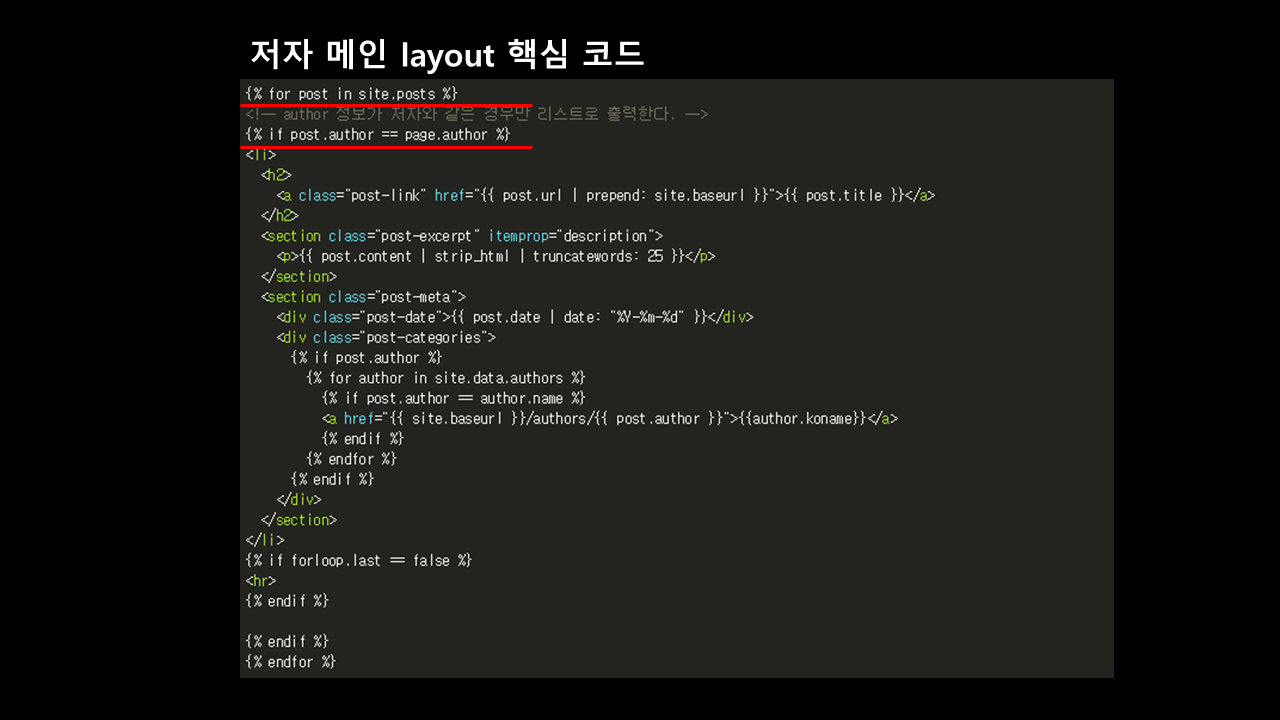 저자 메인 layout 핵심 코드
{% for post in site.posts %}
<!-- author 정보가 저자와 같은 경우만 리스트로 출력한다. -->
{% if post.author == page.author %}
<li>
<h2>
<a class="post-link" href="{{ post.url | prepend: site.baseurl }}">{{ post.title }}</a>
</h2>
<section class="post-excerpt" itemprop="description">
<p>{{ post.content | strip_html | truncatewords: 25 }}</p>
</section>
<section class="post-meta">
<div class="post-date">{{ post.date | date: "%Y-%m-%d" }}</div>
<div class="post-categories">
{% if post.author %}
{% for author in site.data.authors %}
{% if post.author == author.name %}
<a href="{{ site.baseurl }}/authors/{{ post.author }}">{{author.koname}}</a>
{% endif %}
{% endfor %}
{% endif %}
</div>
</section>
</li>
{% if forloop.last == false %}
<hr>
{% endif %}
{% endif %}
{% endfor %}